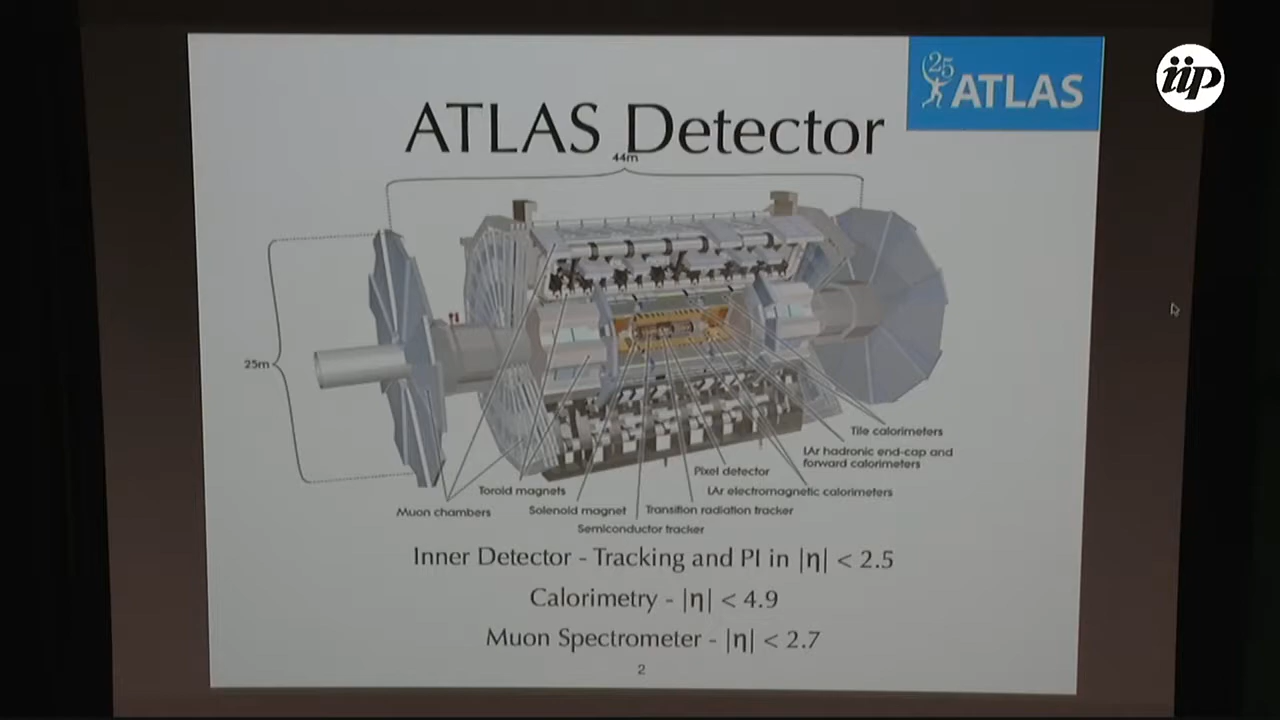 iip
25
ATLAS
ATLAS Detector
44m
25m
Tile calorimeters
LAr hadronic end-cap and
forward calorimeters
Pixel detector
LAr electromagnetic calorimeters
Toroid magnets
Muon chambers
Solenoid magnet
Transition radiation tracker
Semiconductor tracker
Inner Detector - Tracking and PI in |η| < 2.5
Calorimetry - |η| < 4.9
Muon Spectrometer - |η| < 2.7
2